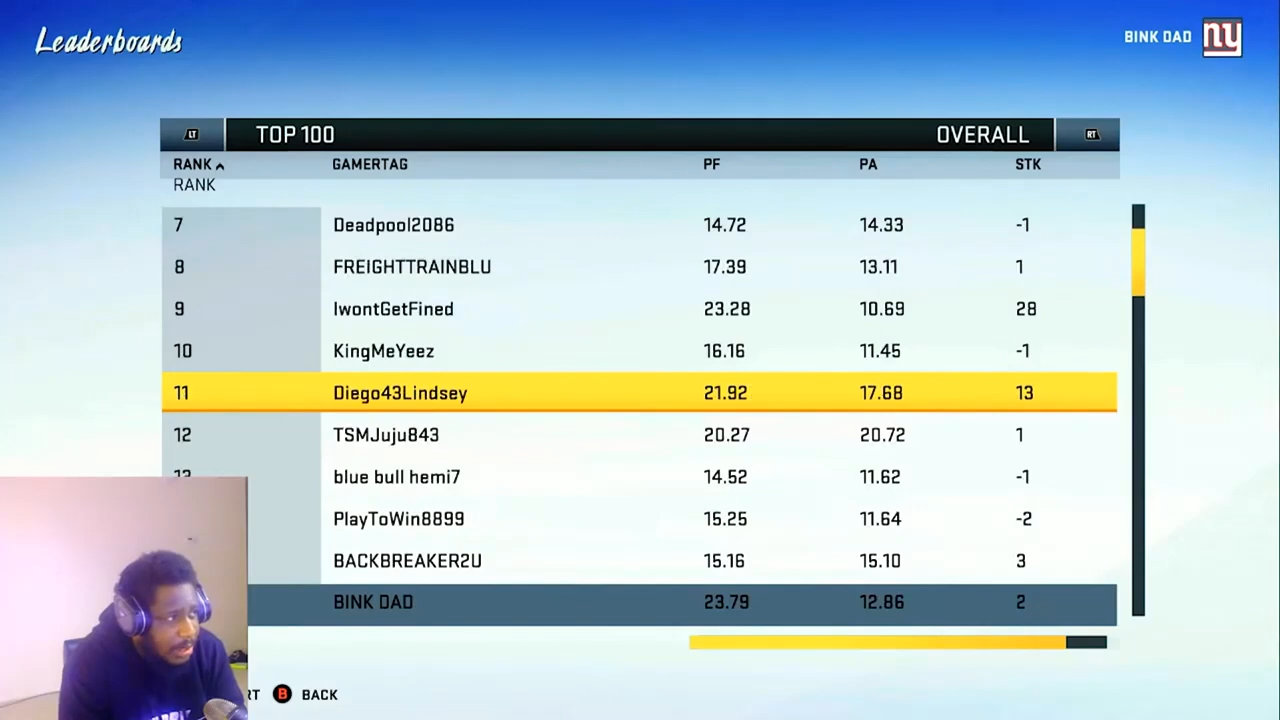 Leaderboards
BINK DAD ny
LT TOP 100 OVERALL RT
RANK GAMERTAG PF PA STK
RANK
7 Deadpool2086 14.72 14.33 -1
8 FREIGHTTRAINBLU 17.39 13.11 1
9 IwontGetFined 23.28 10.69 28
10 KingMeYeez 16.16 11.45 -1
11 Diego43Lindsey 21.92 17.68 13
12 TSMJuju843 20.27 20.72 1
13 blue bull hemi7 14.52 11.62 -1
PlayToWin8899 15.25 11.64 -2
BACKBREAKER2U 15.16 15.10 3
BINK DAD 23.79 12.86 2
B BACK